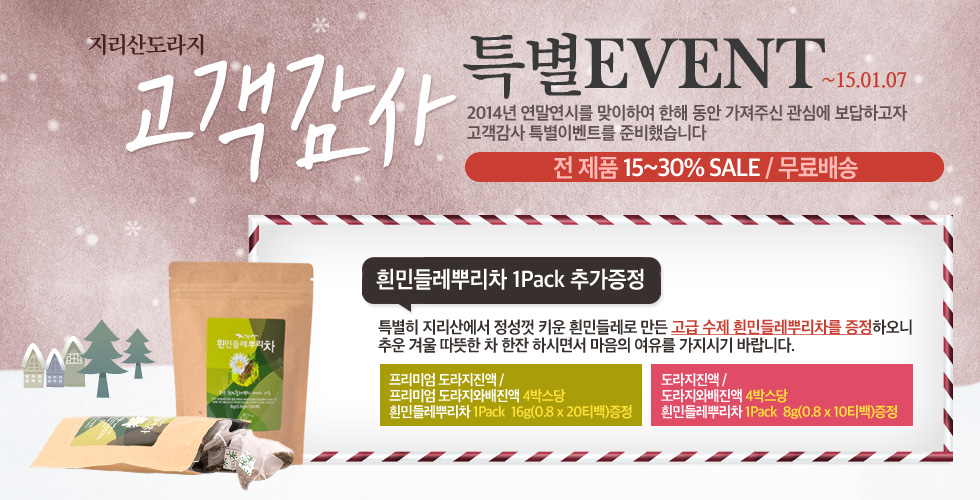 지리산도라지
고객감사
특별EVENT ~15.01.07
2014년 연말연시를 맞이하여 한해 동안 가져주신 관심에 보답하고자
고객감사 특별이벤트를 준비했습니다
전 제품 15~30% SALE / 무료배송
흰민들레뿌리차 1Pack 추가증정
특별히 지리산에서 정성껏 키운 흰민들레로 만든 고급 수제 흰민들레뿌리차를 증정하오니
추운 겨울 따뜻한 차 한잔 하시면서 마음의 여유를 가지시기 바랍니다.
프리미엄 도라지진액 /
프리미엄 도라지와배진액 4박스당
흰민들레뿌리차 1Pack 16g(0.8 x 20티백)증정
도라지진액 /
도라지와배진액 4박스당
흰민들레뿌리차 1Pack 8g(0.8 x 10티백)증정
흰민들레뿌리차